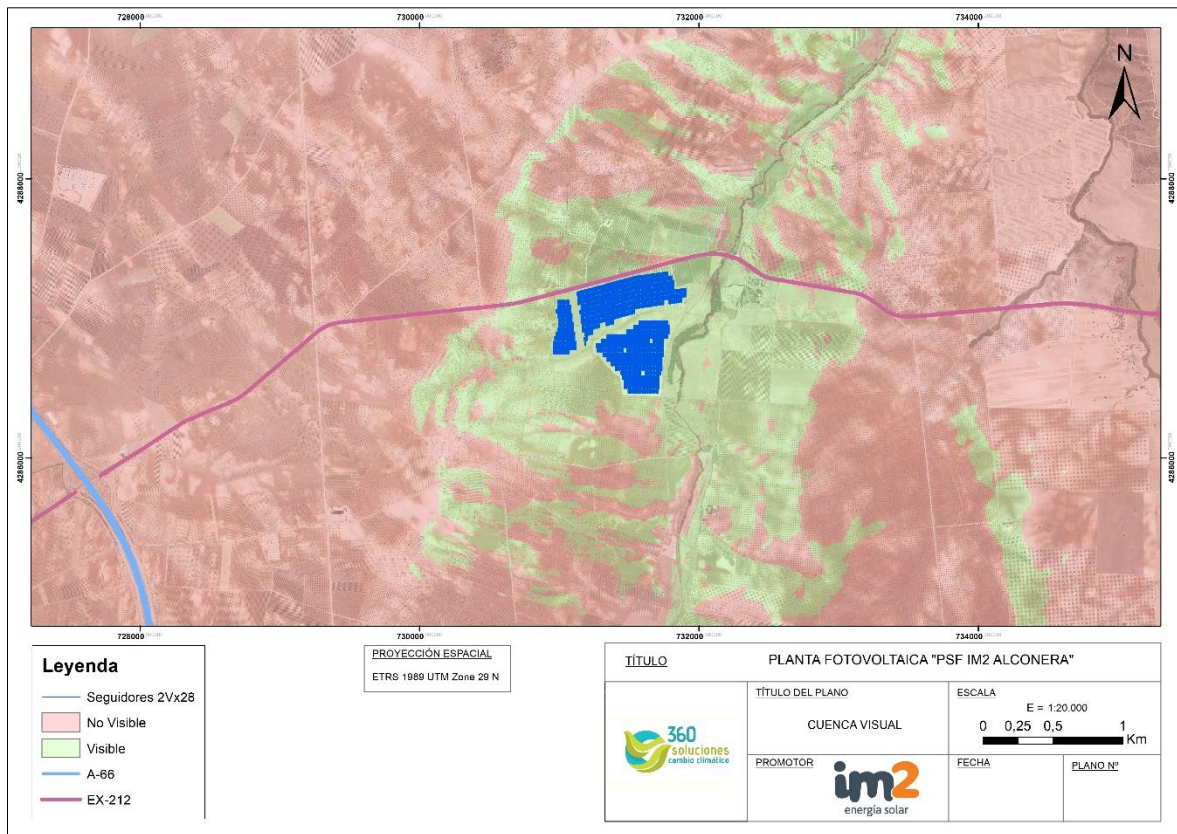 728000 730000 732000 734000
N
4288000 4288000
4286000 4286000
728000 730000 732000 734000
Leyenda
Seguidores 2Vx28
No Visible
Visible
A-66
EX-212
PROYECCIÓN ESPACIAL
ETRS 1989 UTM Zone 29 N
TÍTULO
PLANTA FOTOVOLTAICA "PSF IM2 ALCONERA"
360
soluciones
cambio climático
TÍTULO DEL PLANO
CUENCA VISUAL
ESCALA
E = 1:20.000
0 0,25 0,5 1
Km
PROMOTOR
im2
energía solar
FECHA
PLANO Nº